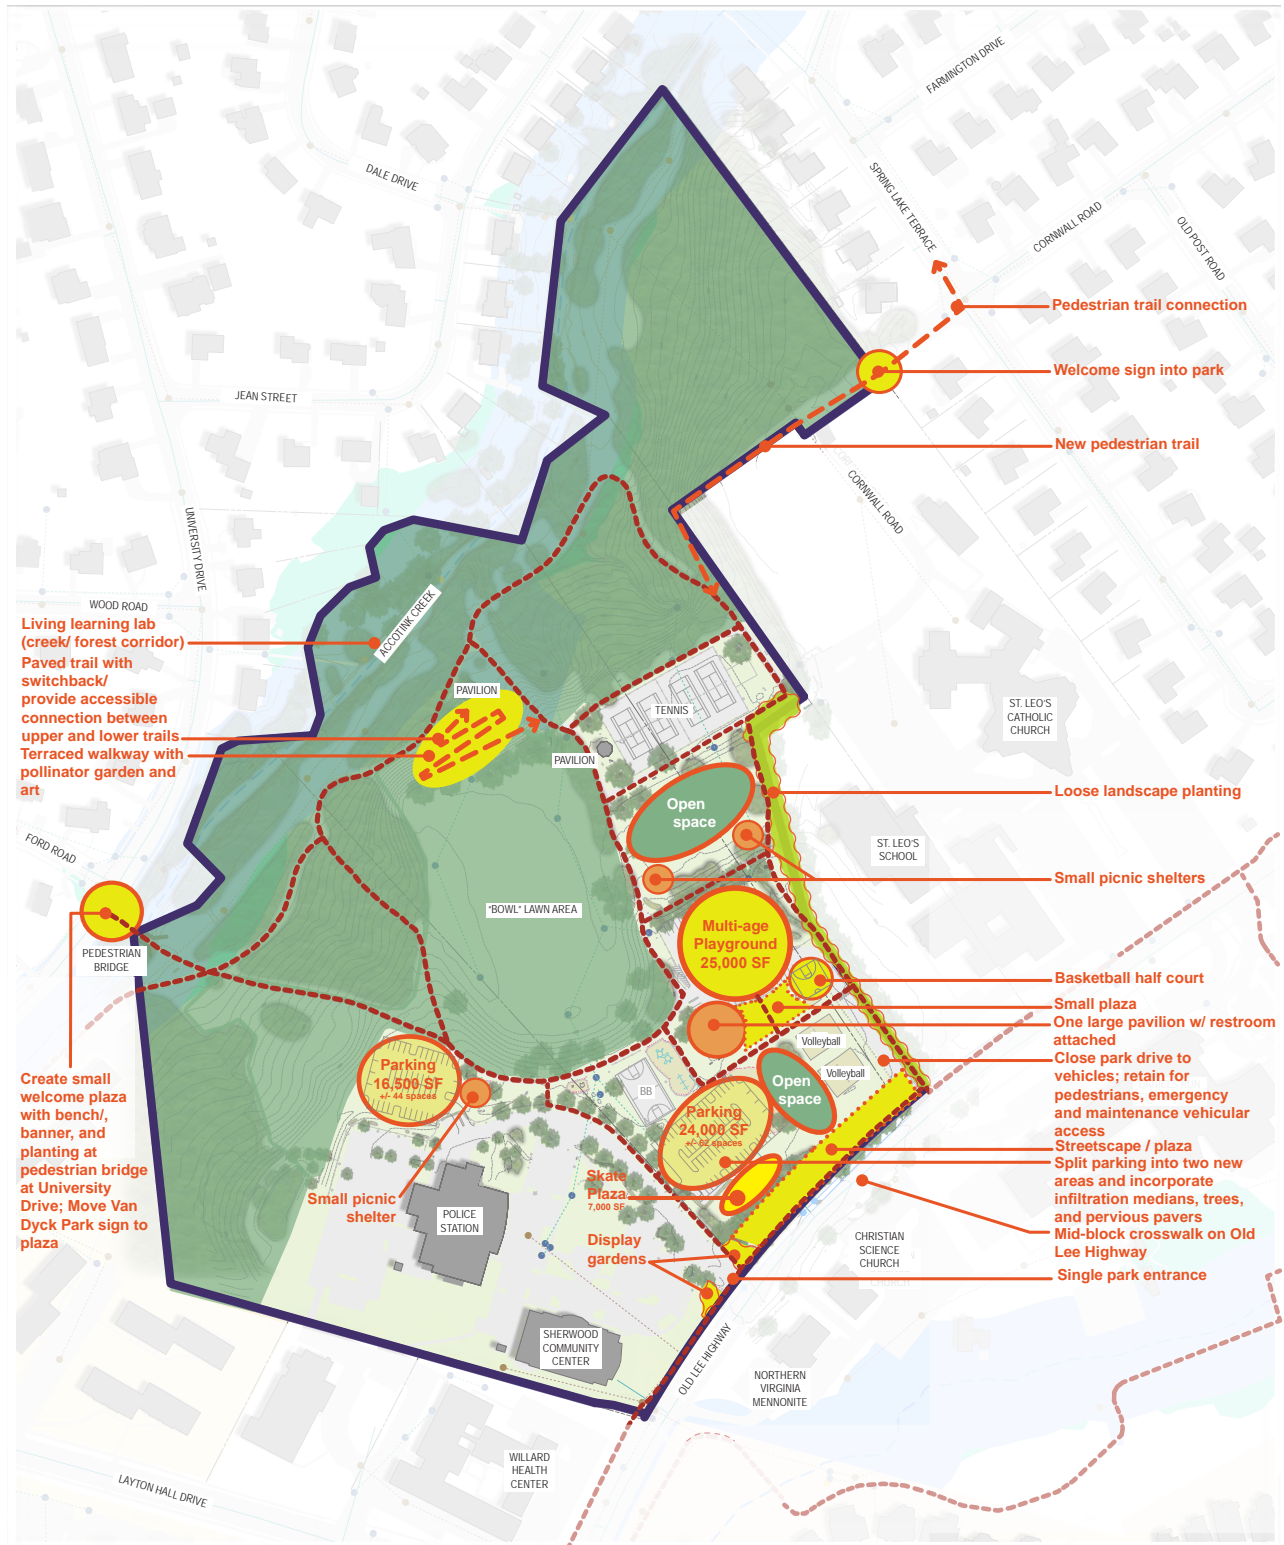 FARMINGTON DRIVE
DALE DRIVE
SPRING LAKE TERRACE
CORNWALL ROAD
OLD POST ROAD
Pedestrian trail connection
Welcome sign into park
JEAN STREET
New pedestrian trail
CORNWALL ROAD
UNIVERSITY DRIVE
WOOD ROAD
ACCOTINK CREEK
Living learning lab
(creek/ forest corridor)
Paved trail with
switchback/
provide accessible
connection between
upper and lower trails
Terraced walkway with
pollinator garden and
art
PAVILION
TENNIS
PAVILION
ST. LEO'S
CATHOLIC
CHURCH
Open
space
Loose landscape planting
FORD ROAD
ST. LEO'S
SCHOOL
Small picnic shelters
"BOWL" LAWN AREA
Multi-age
Playground
25,000 SF
PEDESTRIAN
BRIDGE
Basketball half court
Small plaza
One large pavilion w/ restroom
attached
Volleyball
Volleyball
Close park drive to
vehicles; retain for
pedestrians, emergency
and maintenance vehicular
access
Parking
16,500 SF
+/- 44 spaces
BB
Open
space
Create small
welcome plaza
with bench/,
banner, and
planting at
pedestrian bridge
at University
Drive; Move Van
Dyck Park sign to
plaza
Parking
24,000 SF
+/- 62 spaces
Streetscape / plaza
Split parking into two new
areas and incorporate
infiltration medians, trees,
and pervious pavers
Skate
Plaza
7,000 SF
Small picnic
shelter
POLICE
STATION
Mid-block crosswalk on Old
Lee Highway
Display
gardens
CHRISTIAN
SCIENCE
CHURCH
Single park entrance
SHERWOOD
COMMUNITY
CENTER
OLD LEE HIGHWAY
NORTHERN
VIRGINIA
MENNONITE
WILLARD
HEALTH
CENTER
LAYTON HALL DRIVE